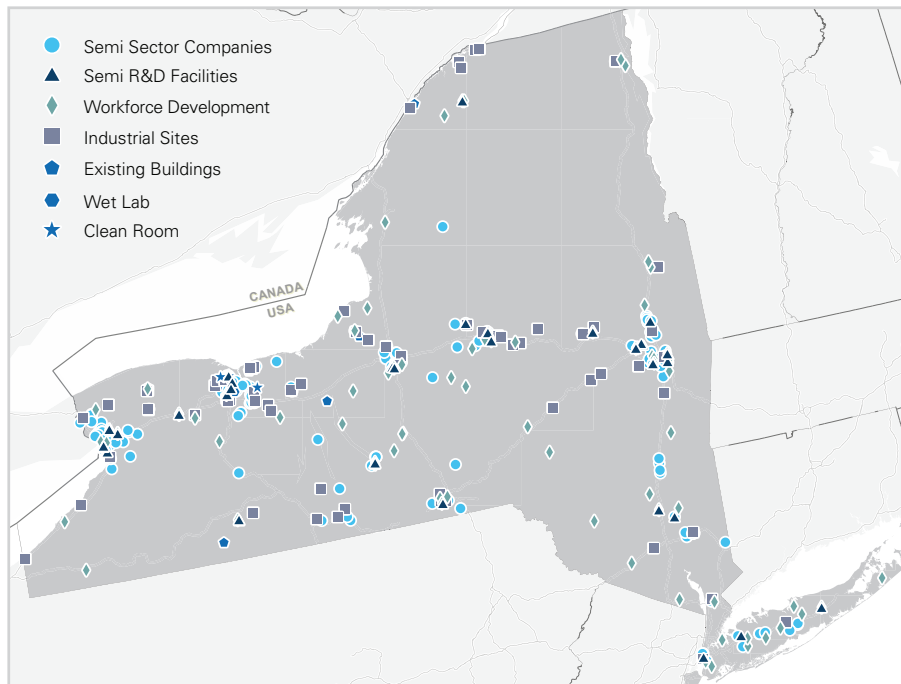 Semi Sector Companies
Semi R&D Facilities
Workforce Development
Industrial Sites
Existing Buildings
Wet Lab
Clean Room
CANADA
USA